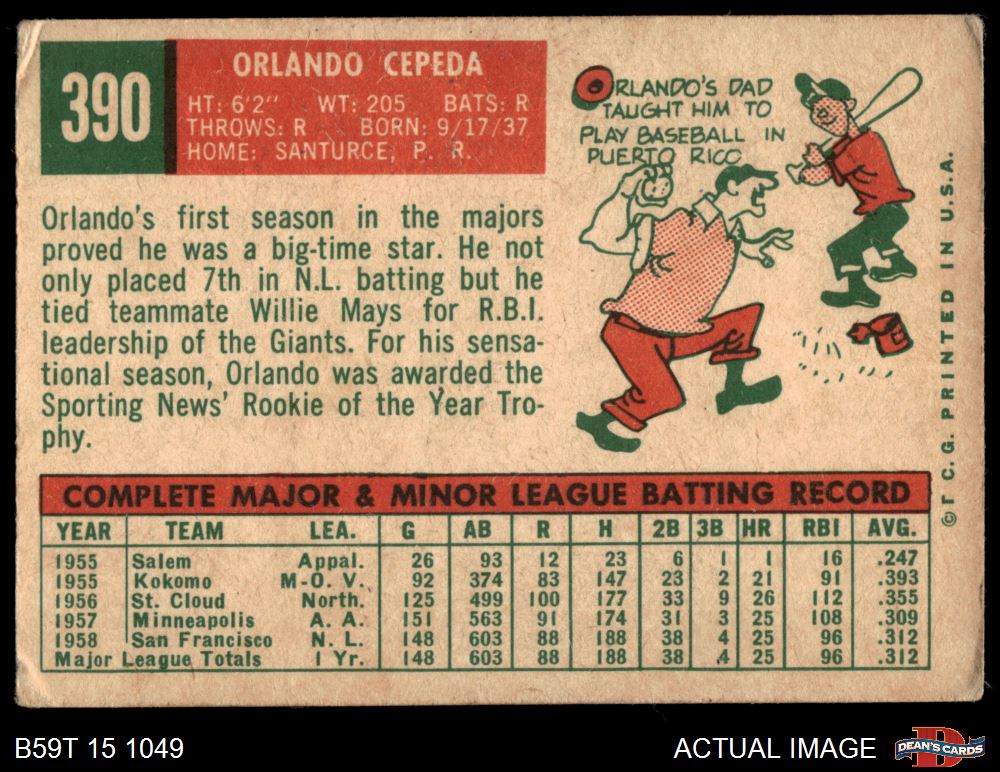 390
ORLANDO CEPEDA
HT: 6'2" WT: 205 BATS: R
THROWS: R BORN: 9/17/37
HOME: SANTURCE, P. R.
ORLANDO'S DAD
TAUGHT HIM TO
PLAY BASEBALL IN
PUERTO RICO
Orlando's first season in the majors
proved he was a big-time star. He not
only placed 7th in N.L. batting but he
tied teammate Willie Mays for R.B.I.
leadership of the Giants. For his sensa-
tional season, Orlando was awarded the
Sporting News' Rookie of the Year Tro-
phy.
© T. C. G. PRINTED IN U.S.A.
COMPLETE MAJOR & MINOR LEAGUE BATTING RECORD
YEAR TEAM LEA. G AB R H 2B 3B HR RBI AVG.
1955 Salem Appal. 26 93 12 23 6 1 1 16 .247
1955 Kokomo M-O. V. 92 374 83 147 23 2 21 91 .393
1956 St. Cloud North. 125 499 100 177 33 9 26 112 .355
1957 Minneapolis A. A. 151 563 91 174 31 3 25 108 .309
1958 San Francisco N. L. 148 603 88 188 38 4 25 96 .312
Major League Totals 1 Yr. 148 603 88 188 38 4 25 96 .312
B59T 15 1049
ACTUAL IMAGE
DEAN'S CARDS